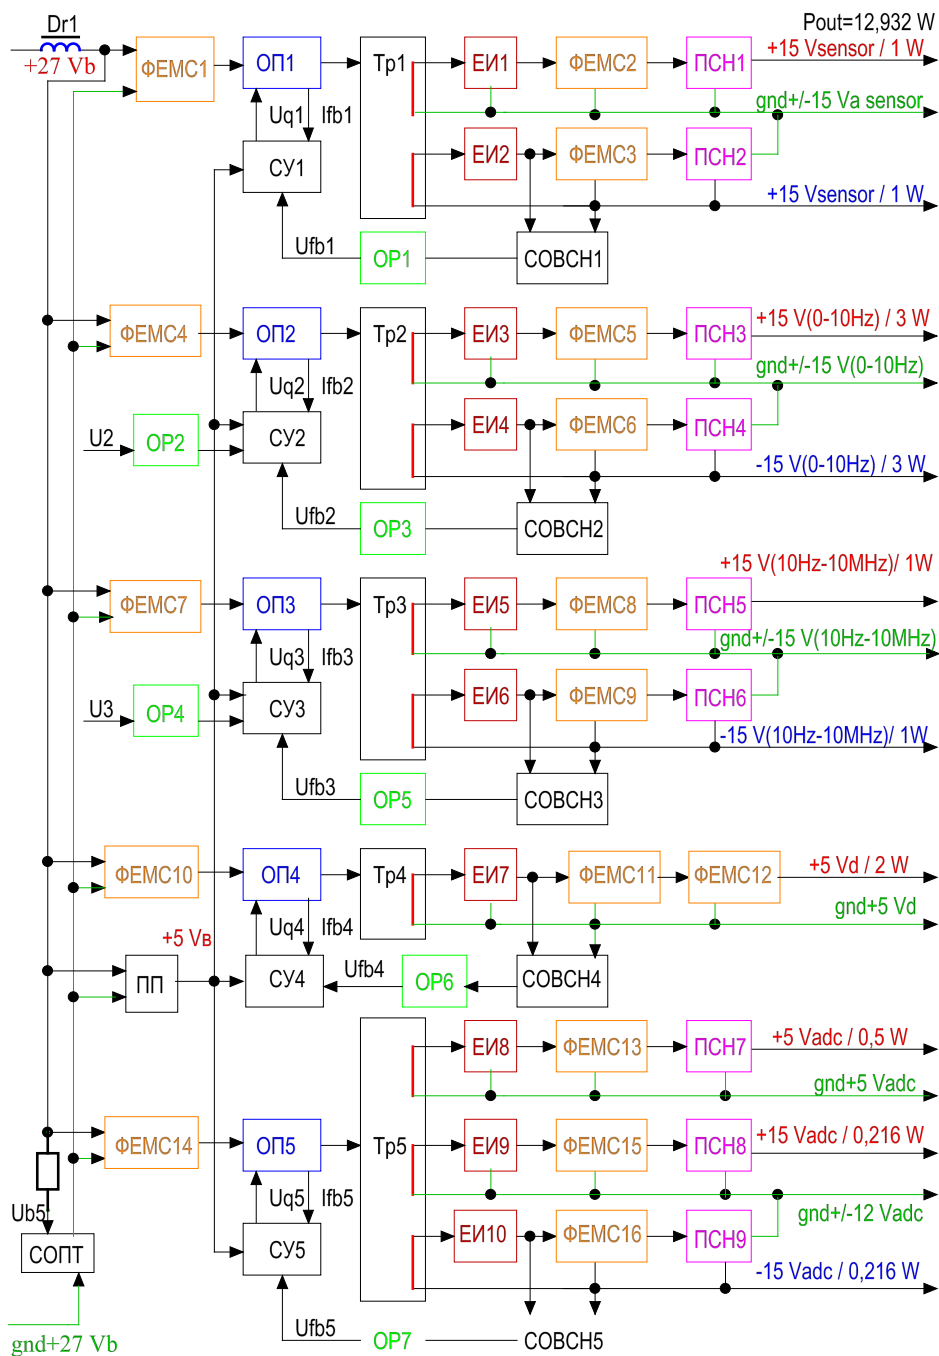 Dr1
Pout=12,932 W
+27 Vb
ФЕМС1
ОП1
Тр1
ЕИ1
ФЕМС2
ПСН1
+15 Vsensor / 1 W
Uq1
Ifb1
gnd+/-15 Va sensor
СУ1
ЕИ2
ФЕМС3
ПСН2
+15 Vsensor / 1 W
Ufb1
ОР1
СОВСН1
ФЕМС4
ОП2
Тр2
ЕИ3
ФЕМС5
ПСН3
+15 V(0-10Hz) / 3 W
Uq2
Ifb2
gnd+/-15 V(0-10Hz)
U2
ОР2
СУ2
ЕИ4
ФЕМС6
ПСН4
-15 V(0-10Hz) / 3 W
Ufb2
ОР3
СОВСН2
+15 V(10Hz-10MHz)/ 1W
ФЕМС7
ОП3
Тр3
ЕИ5
ФЕМС8
ПСН5
Uq3
Ifb3
gnd+/-15 V(10Hz-10MHz)
U3
ОР4
СУ3
ЕИ6
ФЕМС9
ПСН6
-15 V(10Hz-10MHz)/ 1W
Ufb3
ОР5
СОВСН3
ФЕМС10
ОП4
Тр4
ЕИ7
ФЕМС11
ФЕМС12
+5 Vd / 2 W
Uq4
Ifb4
gnd+5 Vd
+5 Vв
ПП
СУ4
Ufb4
ОР6
СОВСН4
ЕИ8
ФЕМС13
ПСН7
+5 Vadc / 0,5 W
gnd+5 Vadc
ФЕМС14
ОП5
Тр5
ЕИ9
ФЕМС15
ПСН8
+15 Vadc / 0,216 W
Uq5
Ifb5
gnd+/-12 Vadc
Ub5
СОПТ
СУ5
ЕИ10
ФЕМС16
ПСН9
-15 Vadc / 0,216 W
gnd+27 Vb
Ufb5
ОР7
СОВСН5